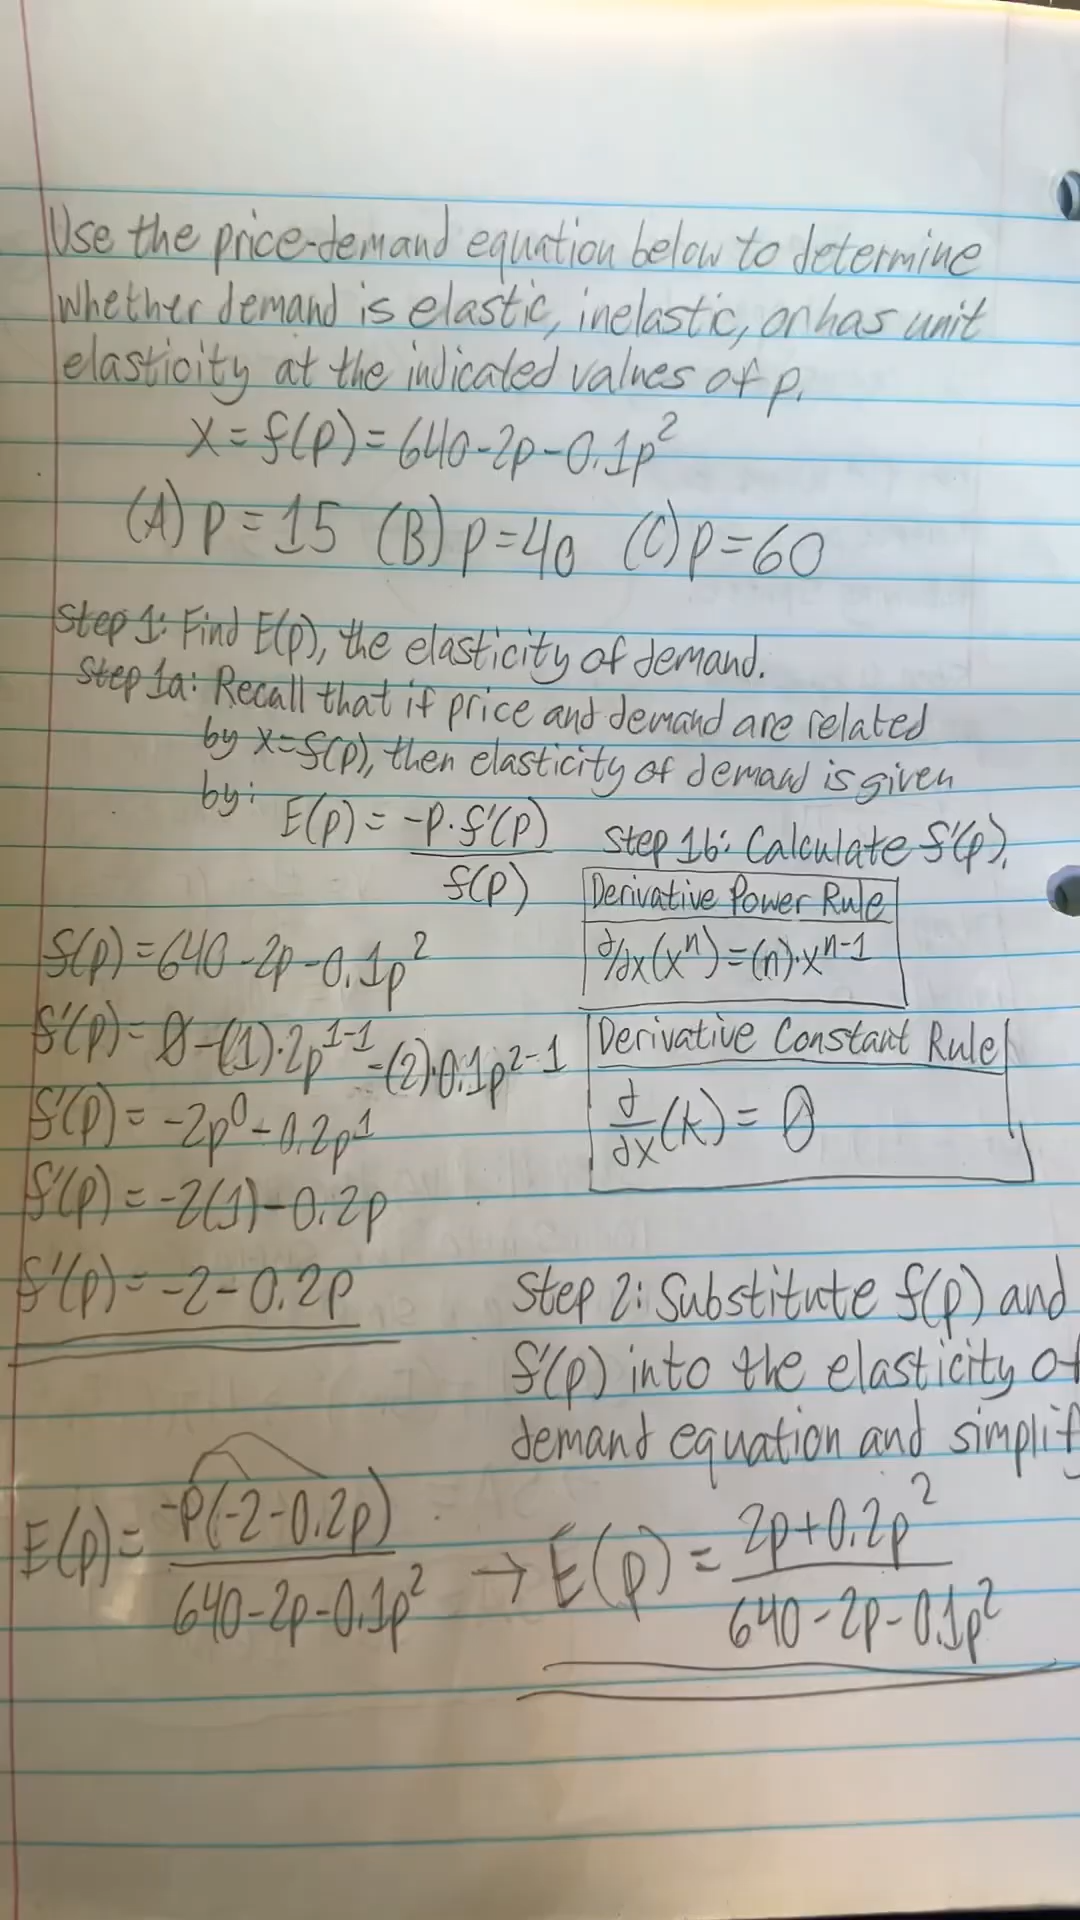 Use the price-demand equation below to determine
whether demand is elastic, inelastic, or has unit
elasticity at the indicated values of p.
x = f(p) = 640-2p-0.1p²
(A) p = 15 (B) p = 40 (C) p = 60
Step 1: Find E(p), the elasticity of demand.
Step 1a: Recall that if price and demand are related
by x=f(p), then elasticity of demand is given
by: E(p) = -p·f'(p) / f(p)
Step 1b: Calculate f'(p).
Derivative Power Rule
d/dx(xⁿ) = (n)·xⁿ⁻¹
f(p) = 640-2p-0.1p²
f'(p) = 0-(1)·2p¹⁻¹-(2)·0.1p²⁻¹
Derivative Constant Rule
d/dx(k) = 0
f'(p) = -2p⁰-0.2p¹
f'(p) = -2(1)-0.2p
f'(p) = -2-0.2p
Step 2: Substitute f(p) and
f'(p) into the elasticity of
demand equation and simplif
E(p) = -p(-2-0.2p) / 640-2p-0.1p² → E(p) = 2p+0.2p² / 640-2p-0.1p²